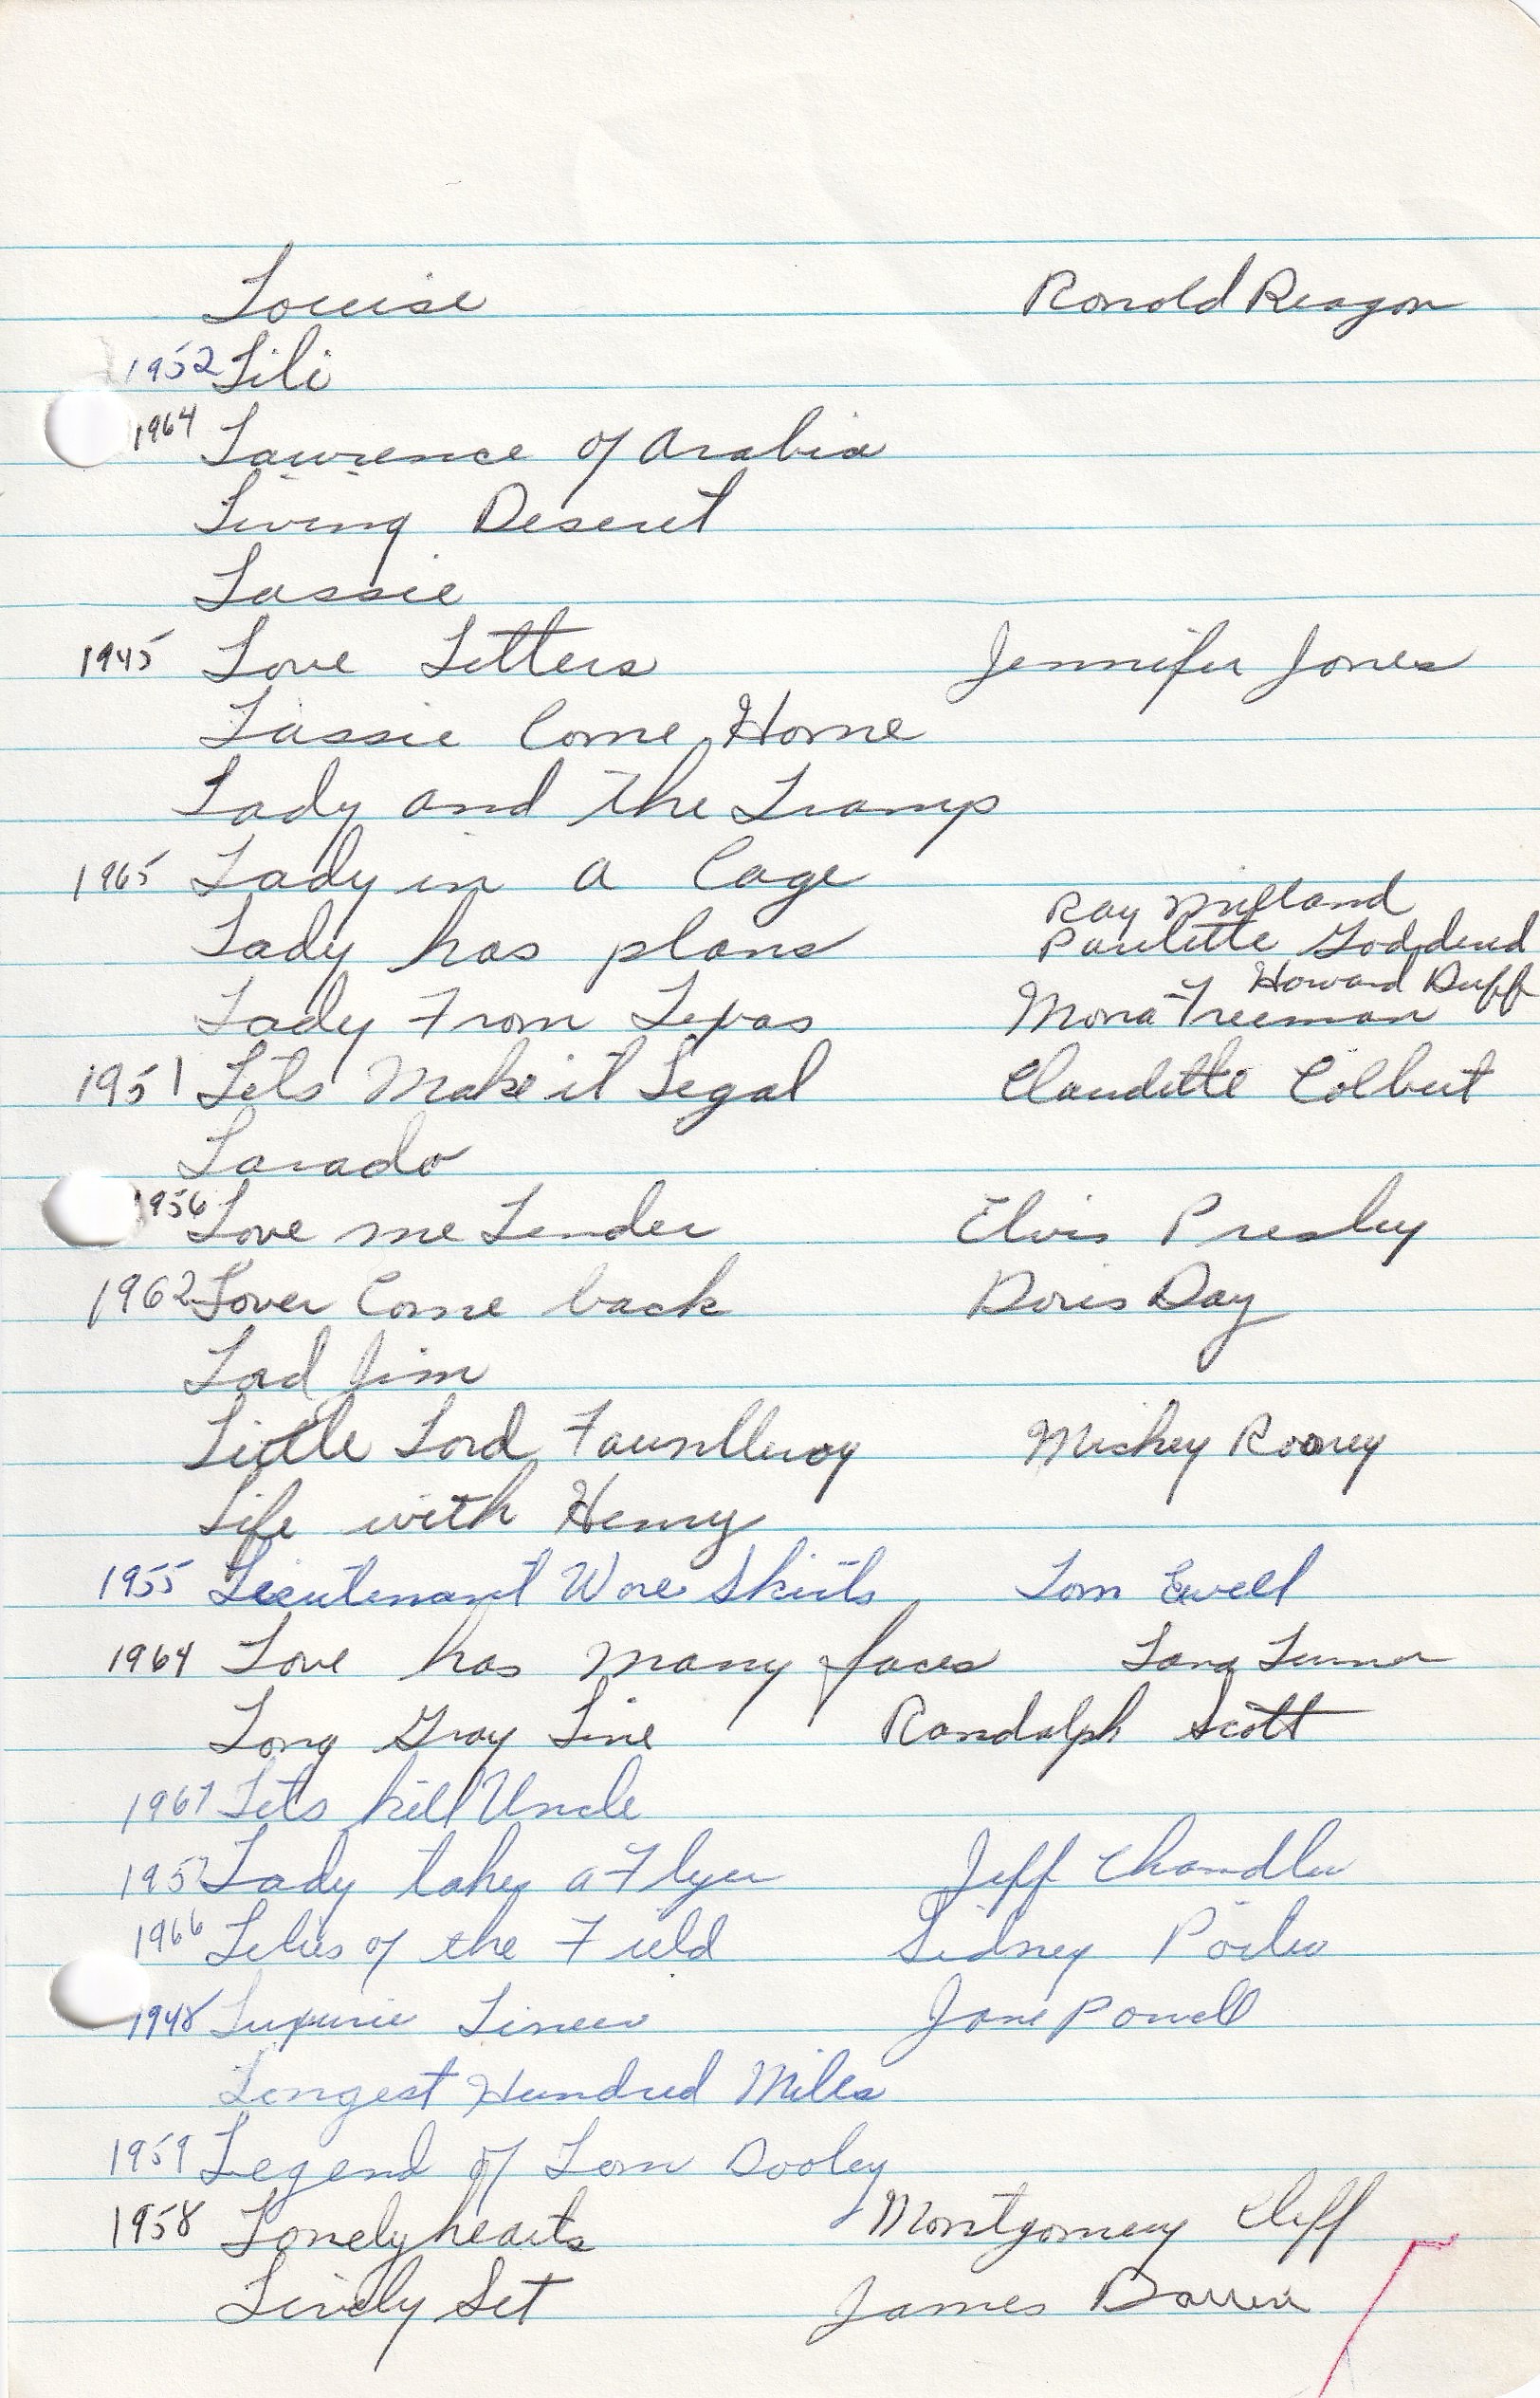 Louise Ronald Reagan
1952 Lili
1964 Lawrence of Arabia
Living Desert
Lassie
1945 Love Letters Jennifer Jones
Lassie Come Home
Lady and the Tramp
1965 Lady in a Cage
Ray Milland
Lady has plans Paulette Goddderd
Howard Duff
Lady From Texas Mona Freeman
1951 Lets Make it Legal Claudette Colbert
Larado
1956 Love me Tender Elvis Presley
1962 Lover Come back Doris Day
Lord Jim
Little Lord Faunlleroy Mickey Rooney
Life with Henry
1955 Lieutenant Wore Skirts Tom Ewell
1964 Love has many faces Lana Turner
Long Gray Line Randolph Scott
1967 Lets kill Uncle
1957 Lady takes a Flyer Jeff Chandler
1966 Lilies of the Field Sidney Poitier
1948 Luxurie Liner Jane Powell
Longest Hundred Miles
1959 Legend of Tom Dooley
1958 Lonelyhearts Montgomery Cliff
Lively Set James Darren